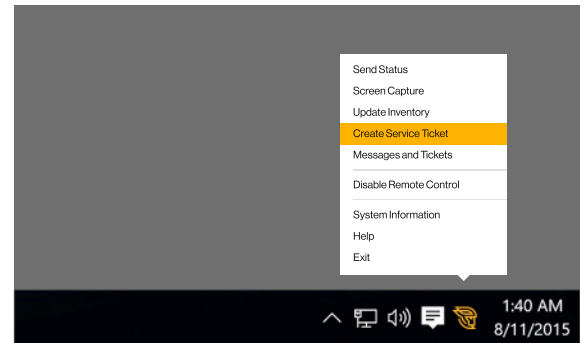 Send Status
Screen Capture
Update Inventory
Create Service Ticket
Messages and Tickets
Disable Remote Control
System Information
Help
Exit
1:40 AM
8/11/2015